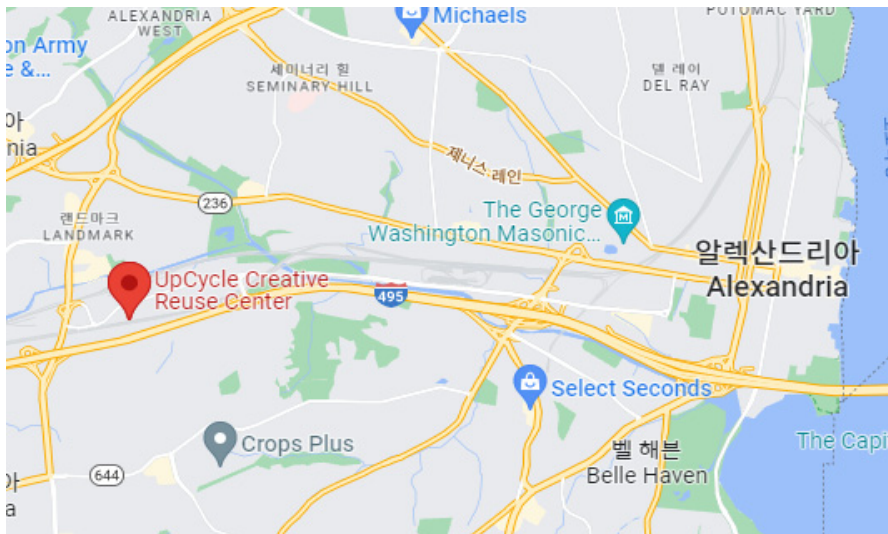 ALEXANDRIA
WEST
Michaels
POTOMAC YARD
on Army
e &...
세미너리 힐
SEMINARY HILL
델 레이
DEL RAY
아
nia
제니스 레인
236
랜드마크
LANDMARK
The George
Washington Masonic...
알렉산드리아
Alexandria
UpCycle Creative
Reuse Center
495
Select Seconds
Crops Plus
벨 헤븐
Belle Haven
The Capi
644
아
a